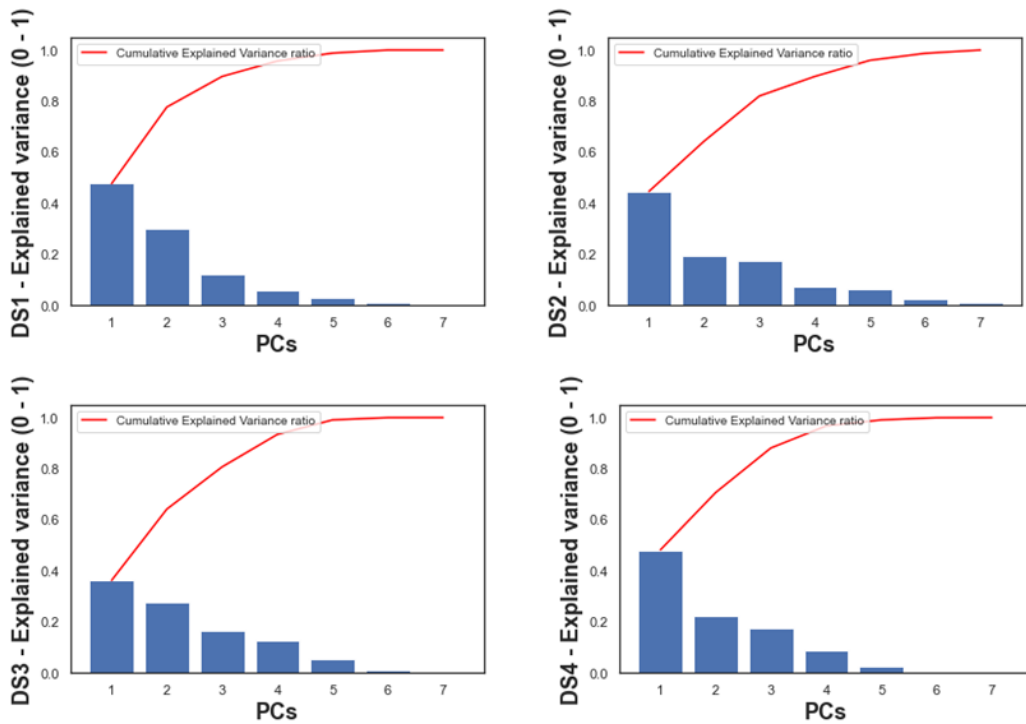 DS1 - Explained variance (0 - 1)
1.0
0.8
0.6
0.4
0.2
0.0
Cumulative Explained Variance ratio
1 2 3 4 5 6 7
PCs
DS2 - Explained variance (0 - 1)
1.0
0.8
0.6
0.4
0.2
0.0
Cumulative Explained Variance ratio
1 2 3 4 5 6 7
PCs
DS3 - Explained variance (0 - 1)
1.0
0.8
0.6
0.4
0.2
0.0
Cumulative Explained Variance ratio
1 2 3 4 5 6 7
PCs
DS4 - Explained variance (0 - 1)
1.0
0.8
0.6
0.4
0.2
0.0
Cumulative Explained Variance ratio
1 2 3 4 5 6 7
PCs